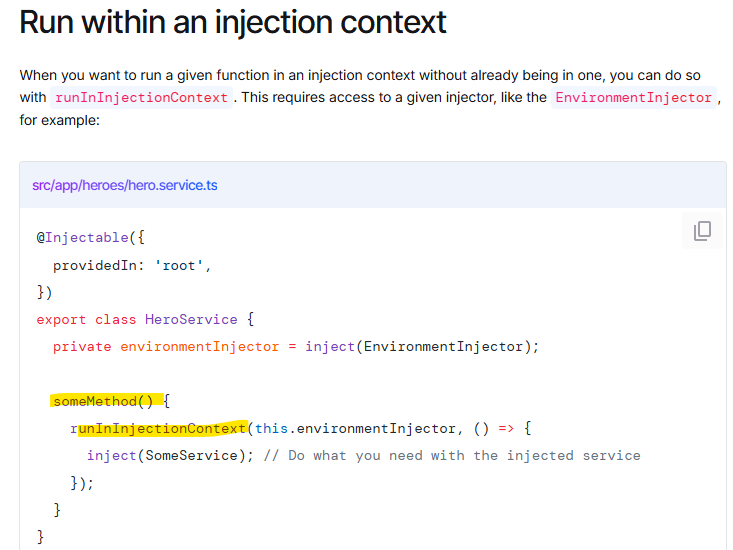 Run within an injection context
When you want to run a given function in an injection context without already being in one, you can do so
with runInInjectionContext. This requires access to a given injector, like the EnvironmentInjector,
for example:
src/app/heroes/hero.service.ts
@Injectable({
  providedIn: 'root',
})
export class HeroService {
  private environmentInjector = inject(EnvironmentInjector);
  someMethod() {
    runInInjectionContext(this.environmentInjector, () => {
      inject(SomeService); // Do what you need with the injected service
    });
  }
}